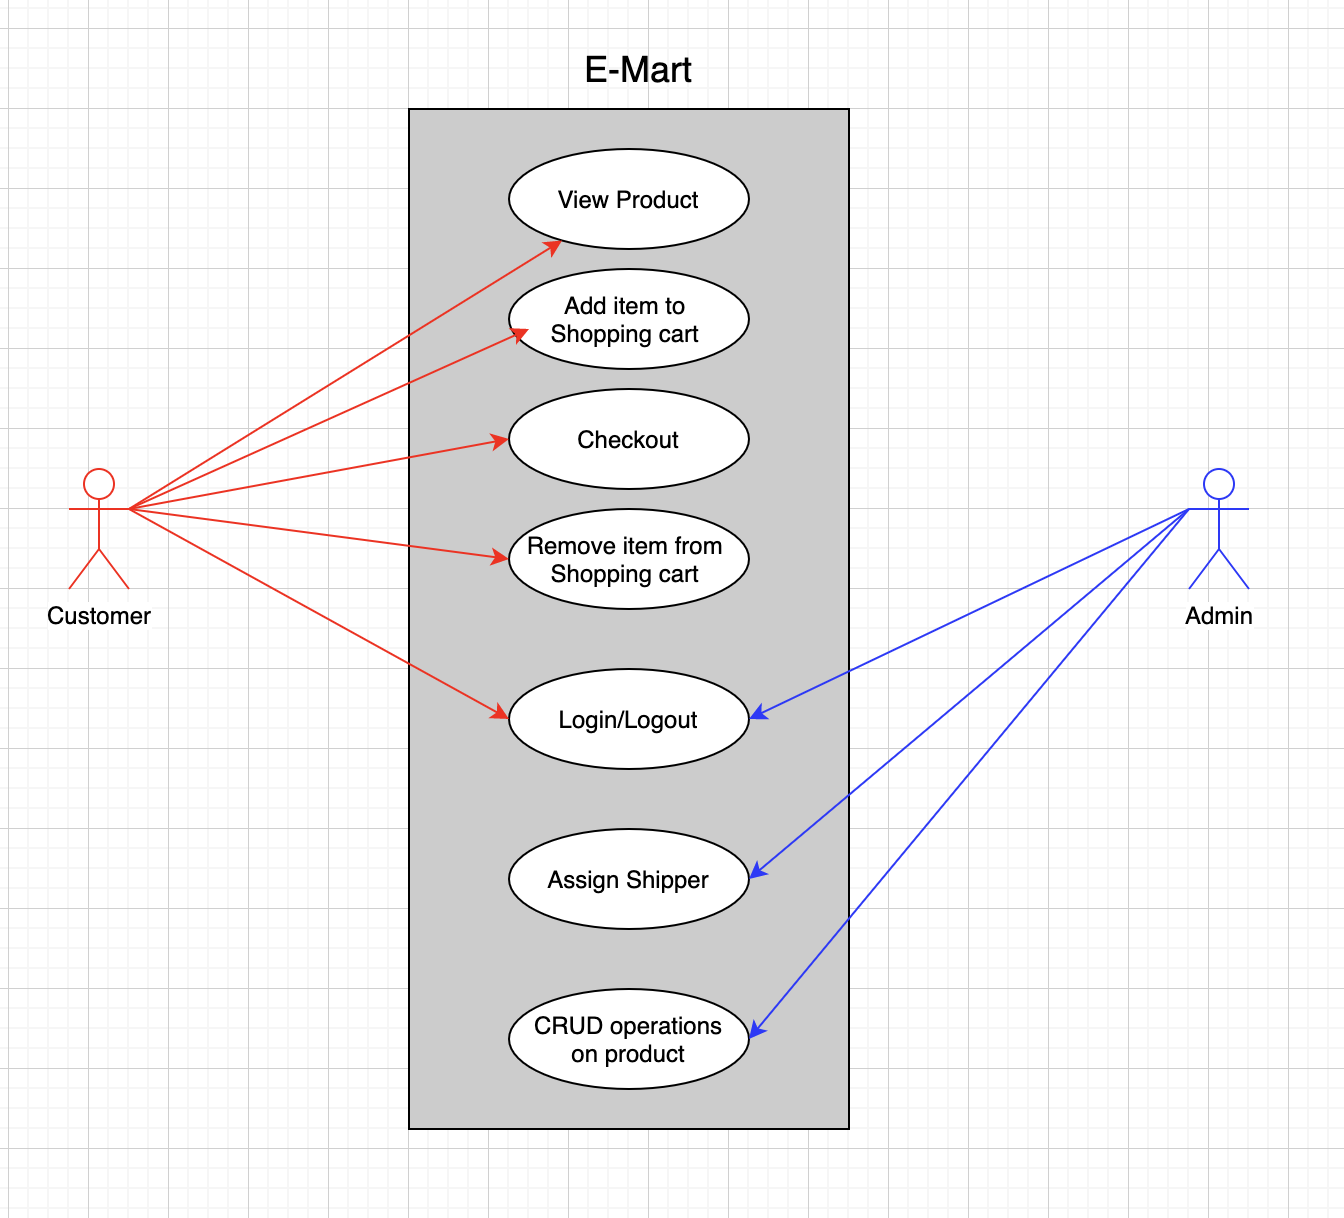 E-Mart
View Product
Add item to
Shopping cart
Checkout
Remove item from
Shopping cart
Customer
Admin
Login/Logout
Assign Shipper
CRUD operations
on product